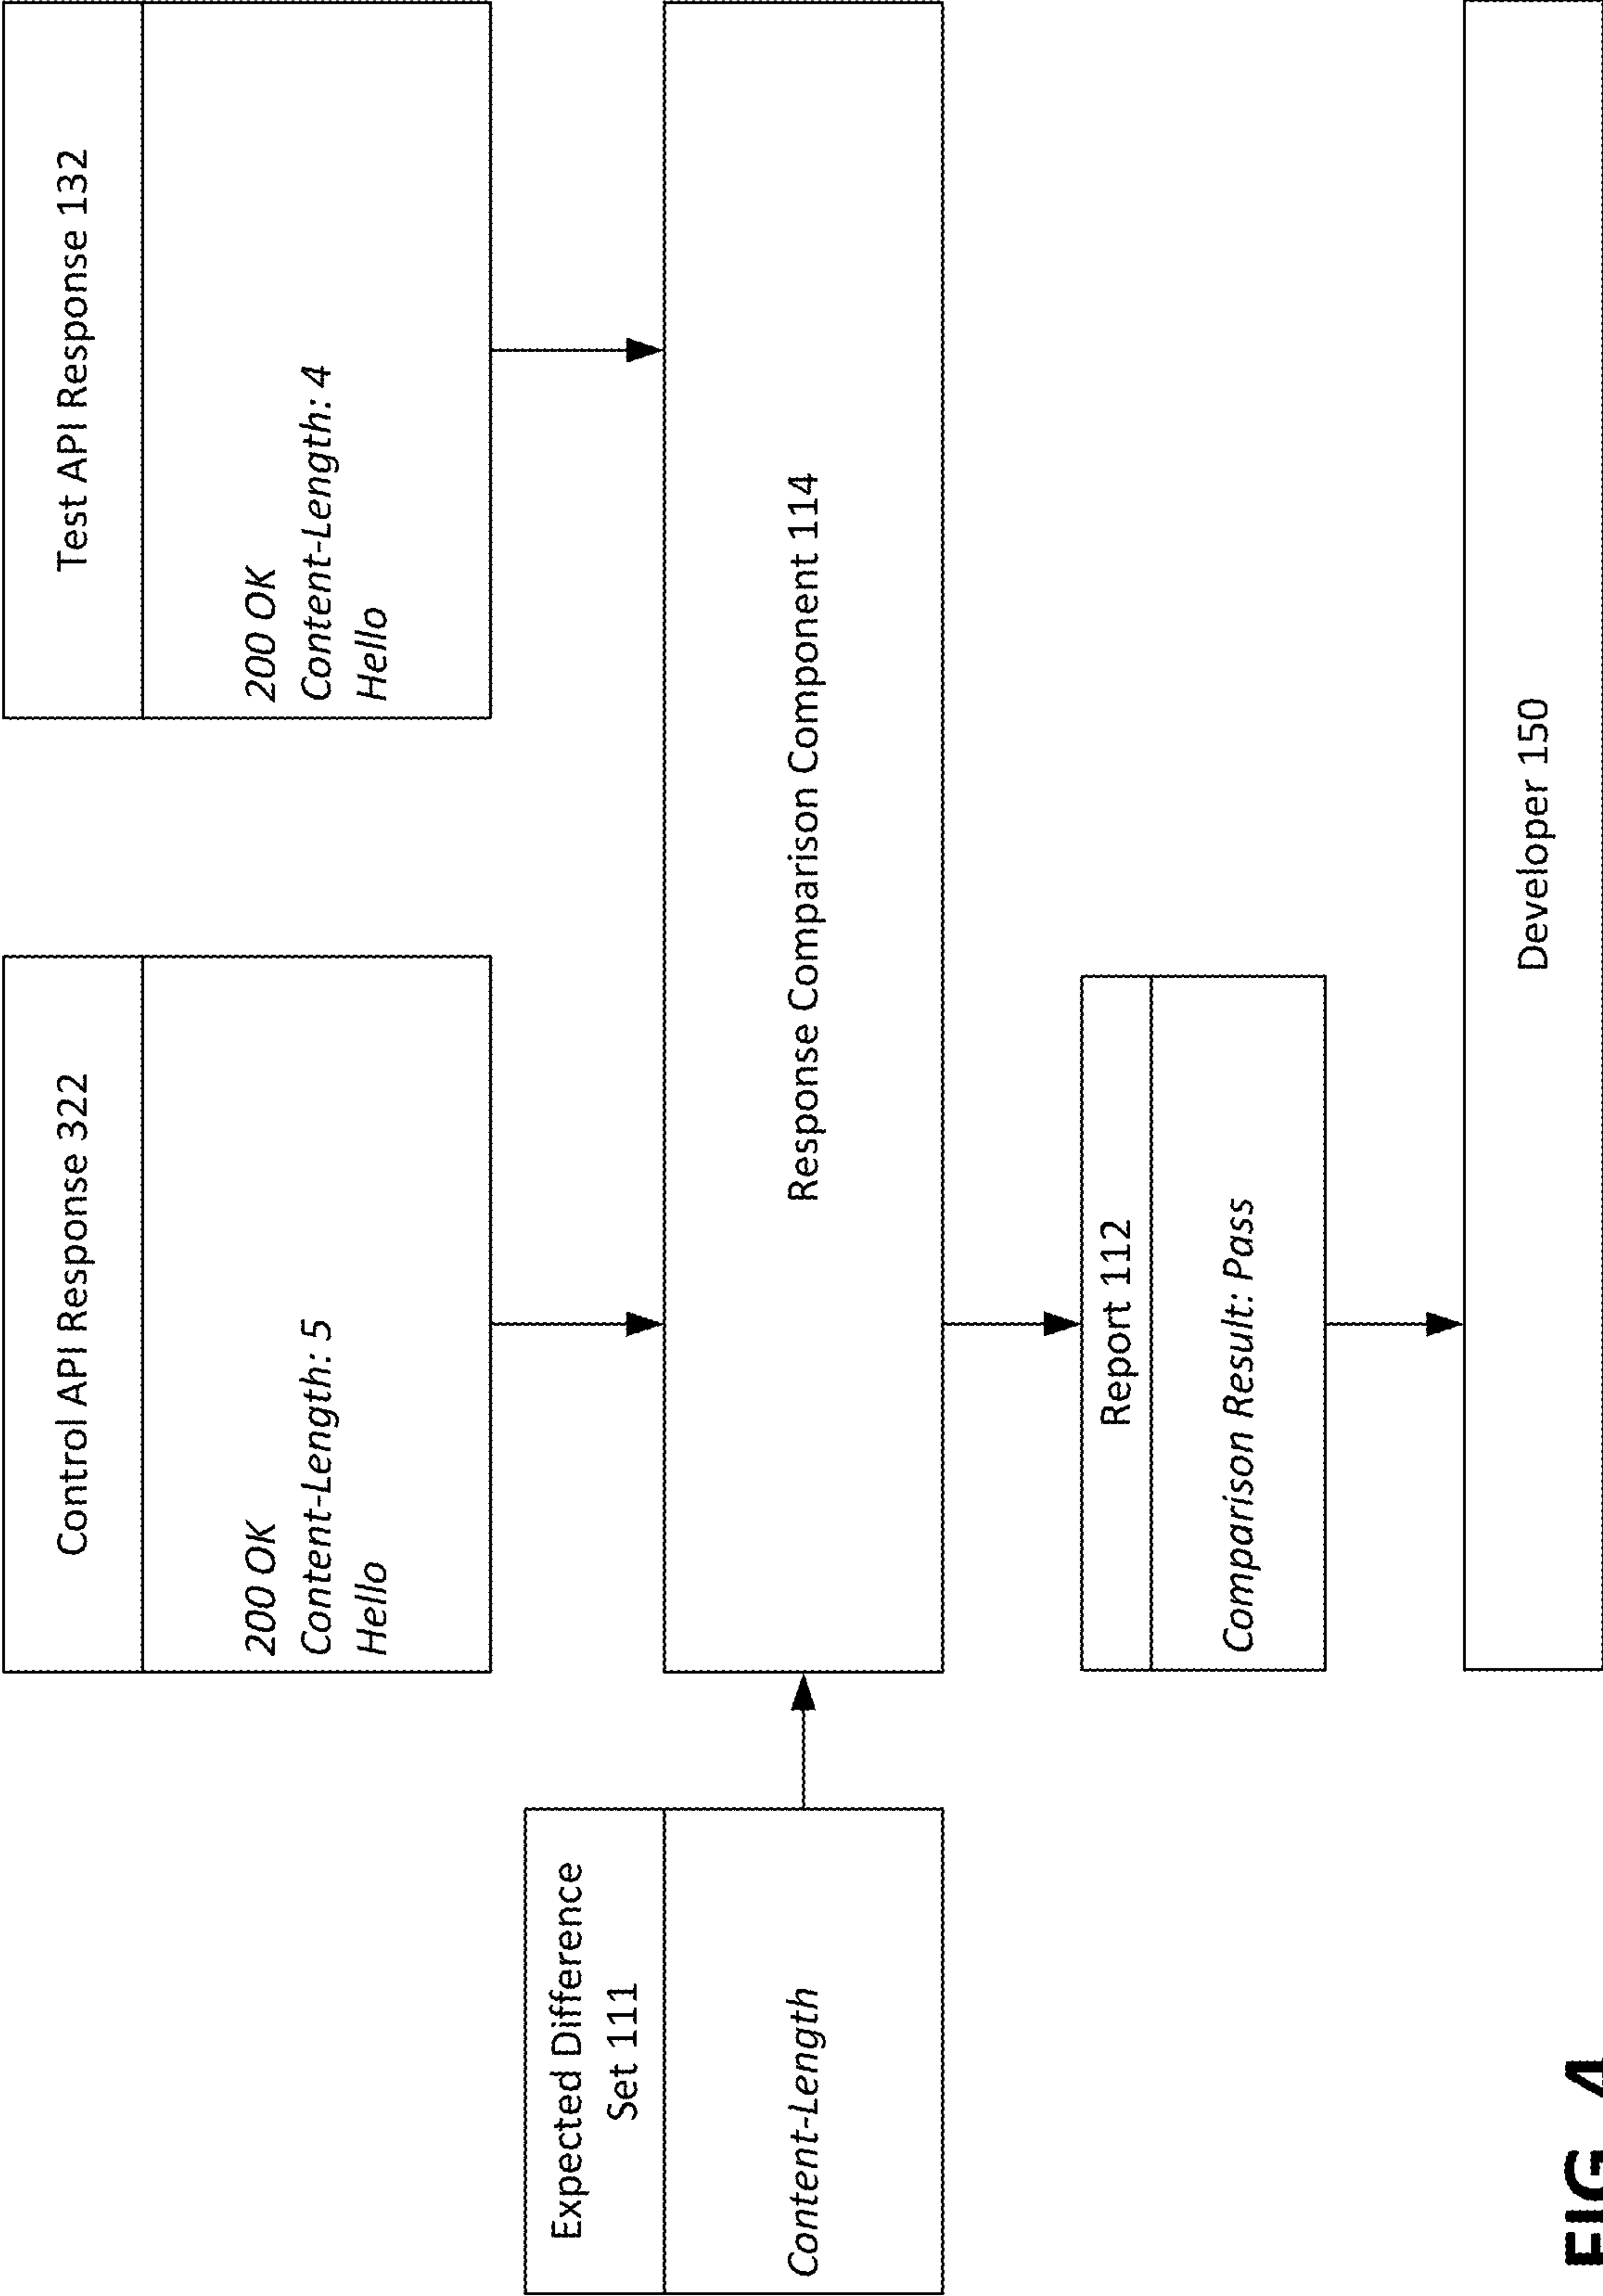 Control API Response 322
200 OK
Content-Length: 5
Hello
Test API Response 132
200 OK
Content-Length: 4
Hello
Expected Difference
Set 111
Content-Length
Response Comparison Component 114
Report 112
Comparison Result: Pass
Developer 150
FIG. 4